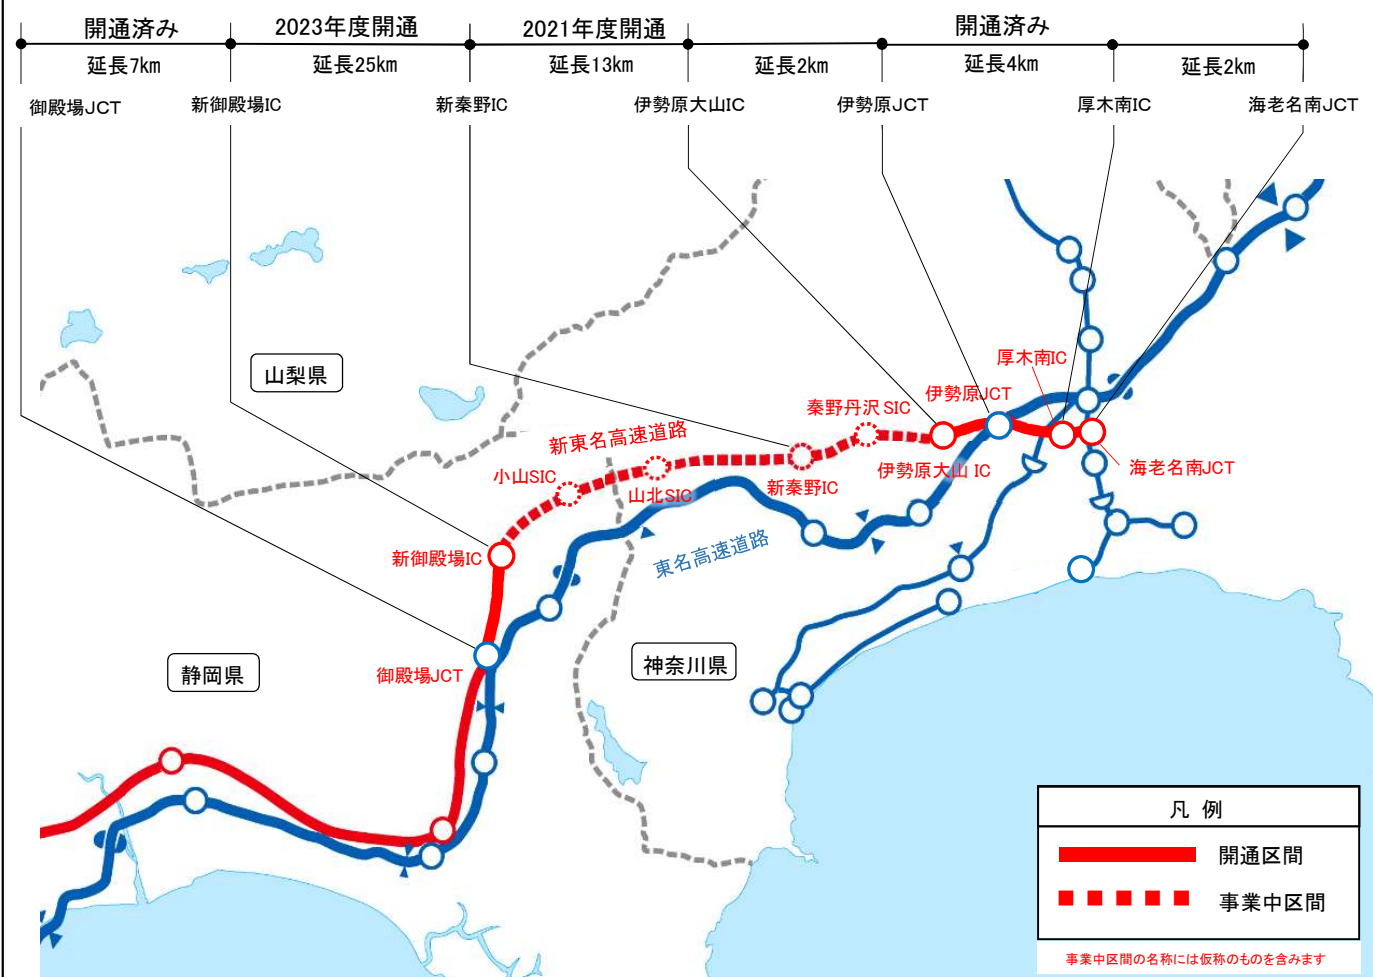 開通済み
2023年度開通
2021年度開通
開通済み
延長7km
延長25km
延長13km
延長2km
延長4km
延長2km
御殿場JCT
新御殿場IC
新秦野IC
伊勢原大山IC
伊勢原JCT
厚木南IC
海老名南JCT
山梨県
厚木南IC
伊勢原JCT
秦野丹沢 SIC
新東名高速道路
小山SIC
山北SIC
新秦野IC
伊勢原大山 IC
海老名南JCT
新御殿場IC
東名高速道路
静岡県
御殿場JCT
神奈川県
凡 例
開通区間
事業中区間
事業中区間の名称には仮称のものを含みます